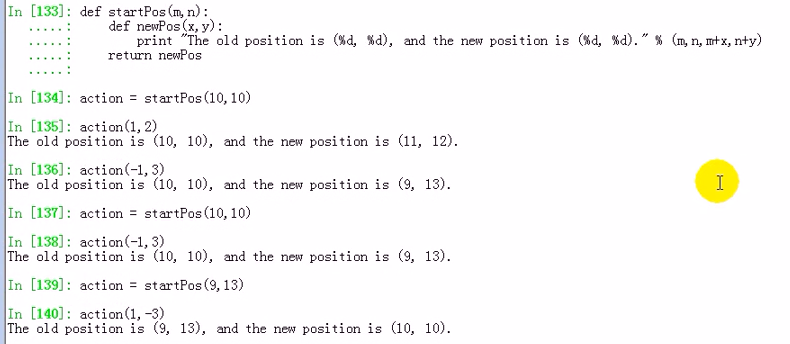 In [133]: def startPos(m,n):
   .....:     def newPos(x,y):
   .....:         print "The old position is (%d, %d), and the new position is (%d, %d)." % (m,n,m+x,n+y)
   .....:     return newPos
   .....:
In [134]: action = startPos(10,10)
In [135]: action(1,2)
The old position is (10, 10), and the new position is (11, 12).
In [136]: action(-1,3)
The old position is (10, 10), and the new position is (9, 13).
In [137]: action = startPos(10,10)
In [138]: action(-1,3)
The old position is (10, 10), and the new position is (9, 13).
In [139]: action = startPos(9,13)
In [140]: action(1,-3)
The old position is (9, 13), and the new position is (10, 10).